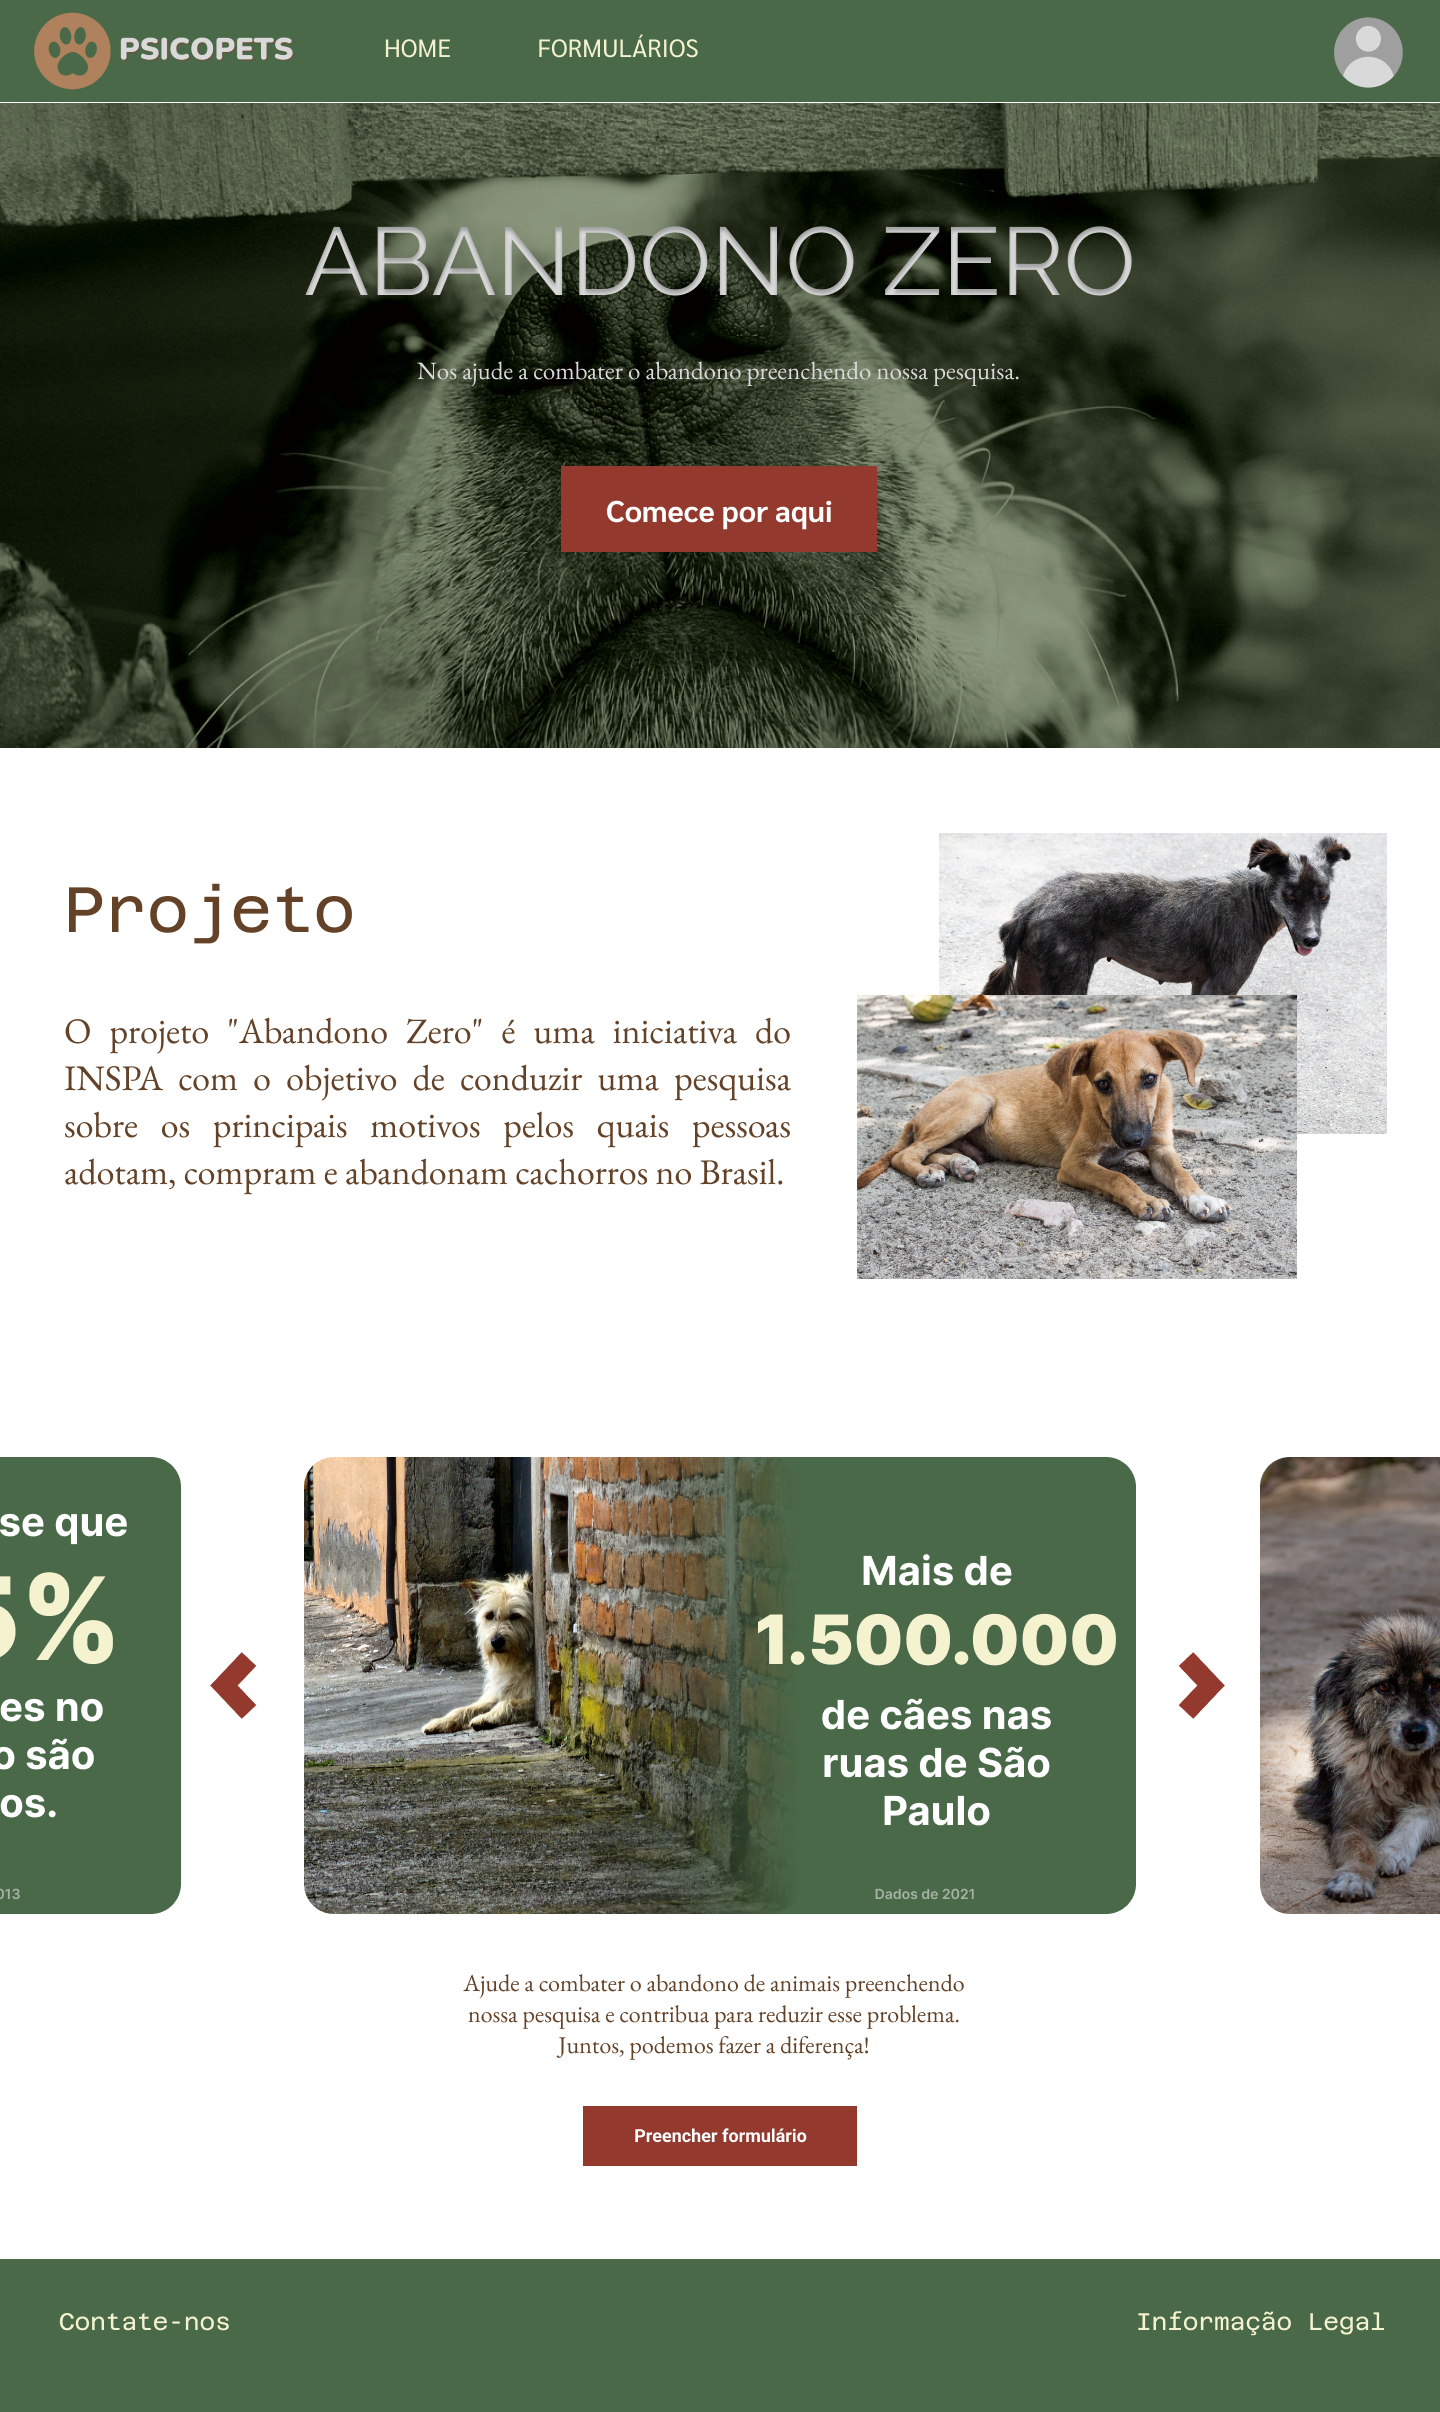 PSICOPETS
HOME
FORMULÁRIOS
ABANDONO ZERO
Nos ajude a combater o abandono preenchendo nossa pesquisa.
Comece por aqui
Projeto
O projeto "Abandono Zero" é uma iniciativa do
INSPA com o objetivo de conduzir uma pesquisa
sobre os principais motivos pelos quais pessoas
adotam, compram e abandonam cachorros no Brasil.
se que
5%
es no
o são
os.
013
Mais de
1.500.000
de cães nas
ruas de São
Paulo
Dados de 2021
Ajude a combater o abandono de animais preenchendo
nossa pesquisa e contribua para reduzir esse problema.
Juntos, podemos fazer a diferença!
Preencher formulário
Contate-nos
Informação Legal